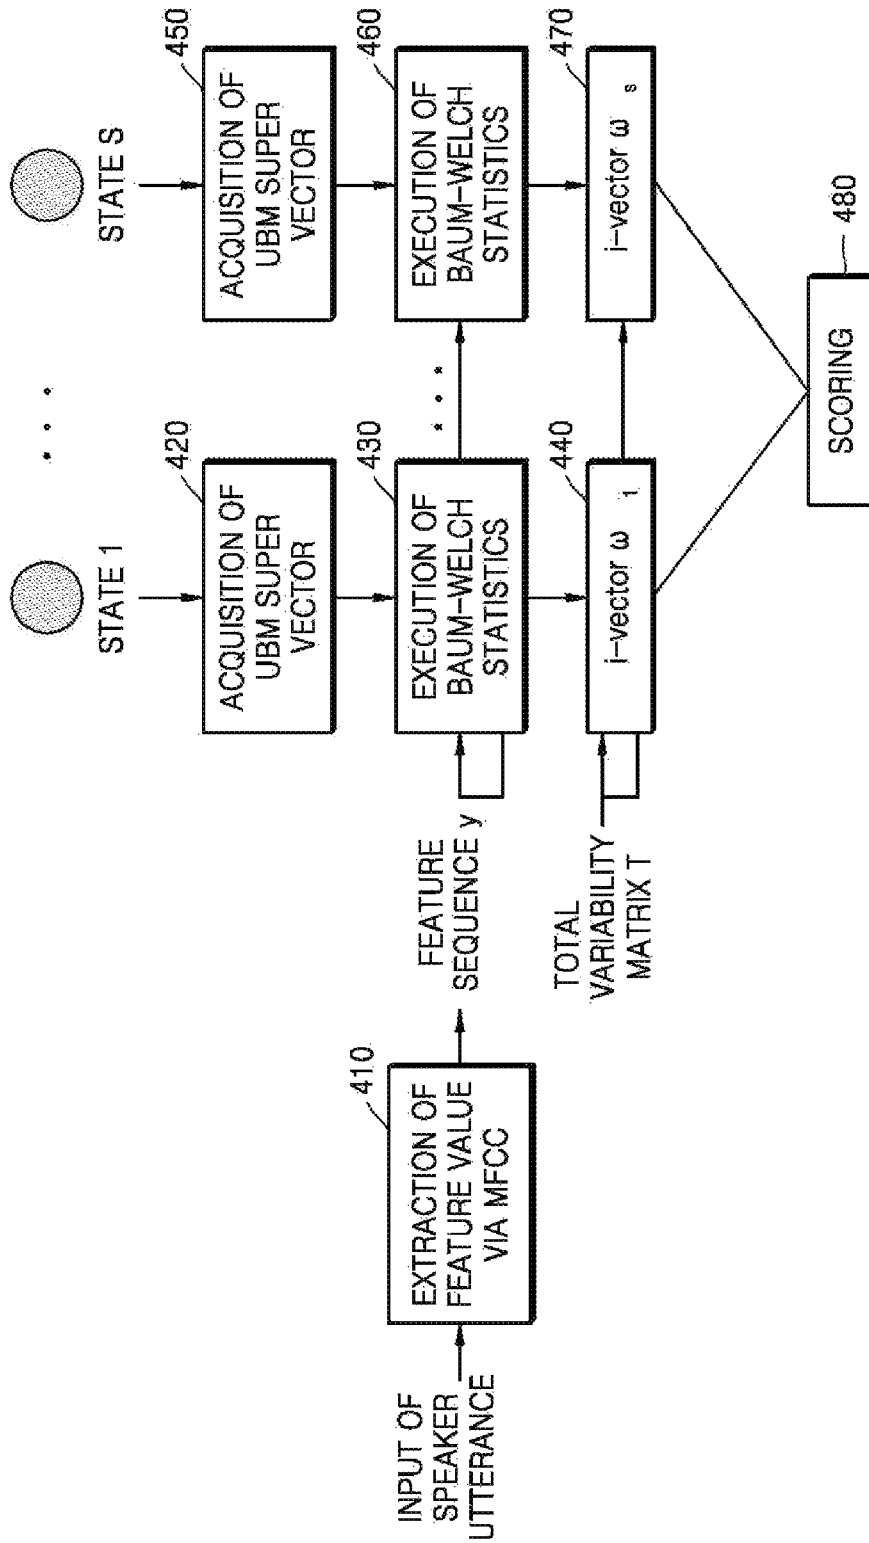 INPUT OF
SPEAKER
UTTERANCE
410
EXTRACTION OF
FEATURE VALUE
VIA MFCC
FEATURE
SEQUENCE y
TOTAL
VARIABILITY
MATRIX T
STATE 1
420
ACQUISITION OF
UBM SUPER
VECTOR
430
EXECUTION OF
BAUM-WELCH
STATISTICS
440
i-vector ω 1
STATE S
450
ACQUISITION OF
UBM SUPER
VECTOR
460
EXECUTION OF
BAUM-WELCH
STATISTICS
470
i-vector ω s
480
SCORING